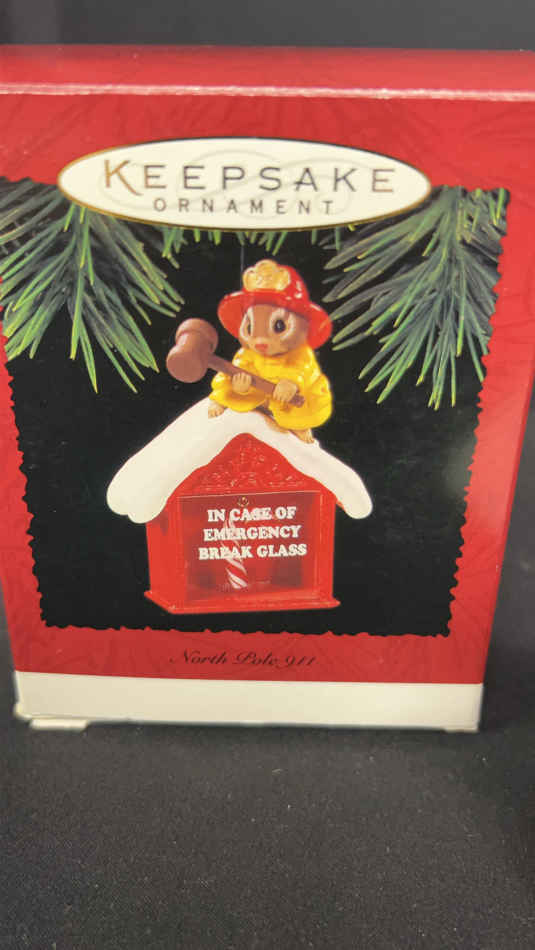 KEEPSAKE
ORNAMENT
IN CASE OF
EMERGENCY
BREAK GLASS
North Pole 911